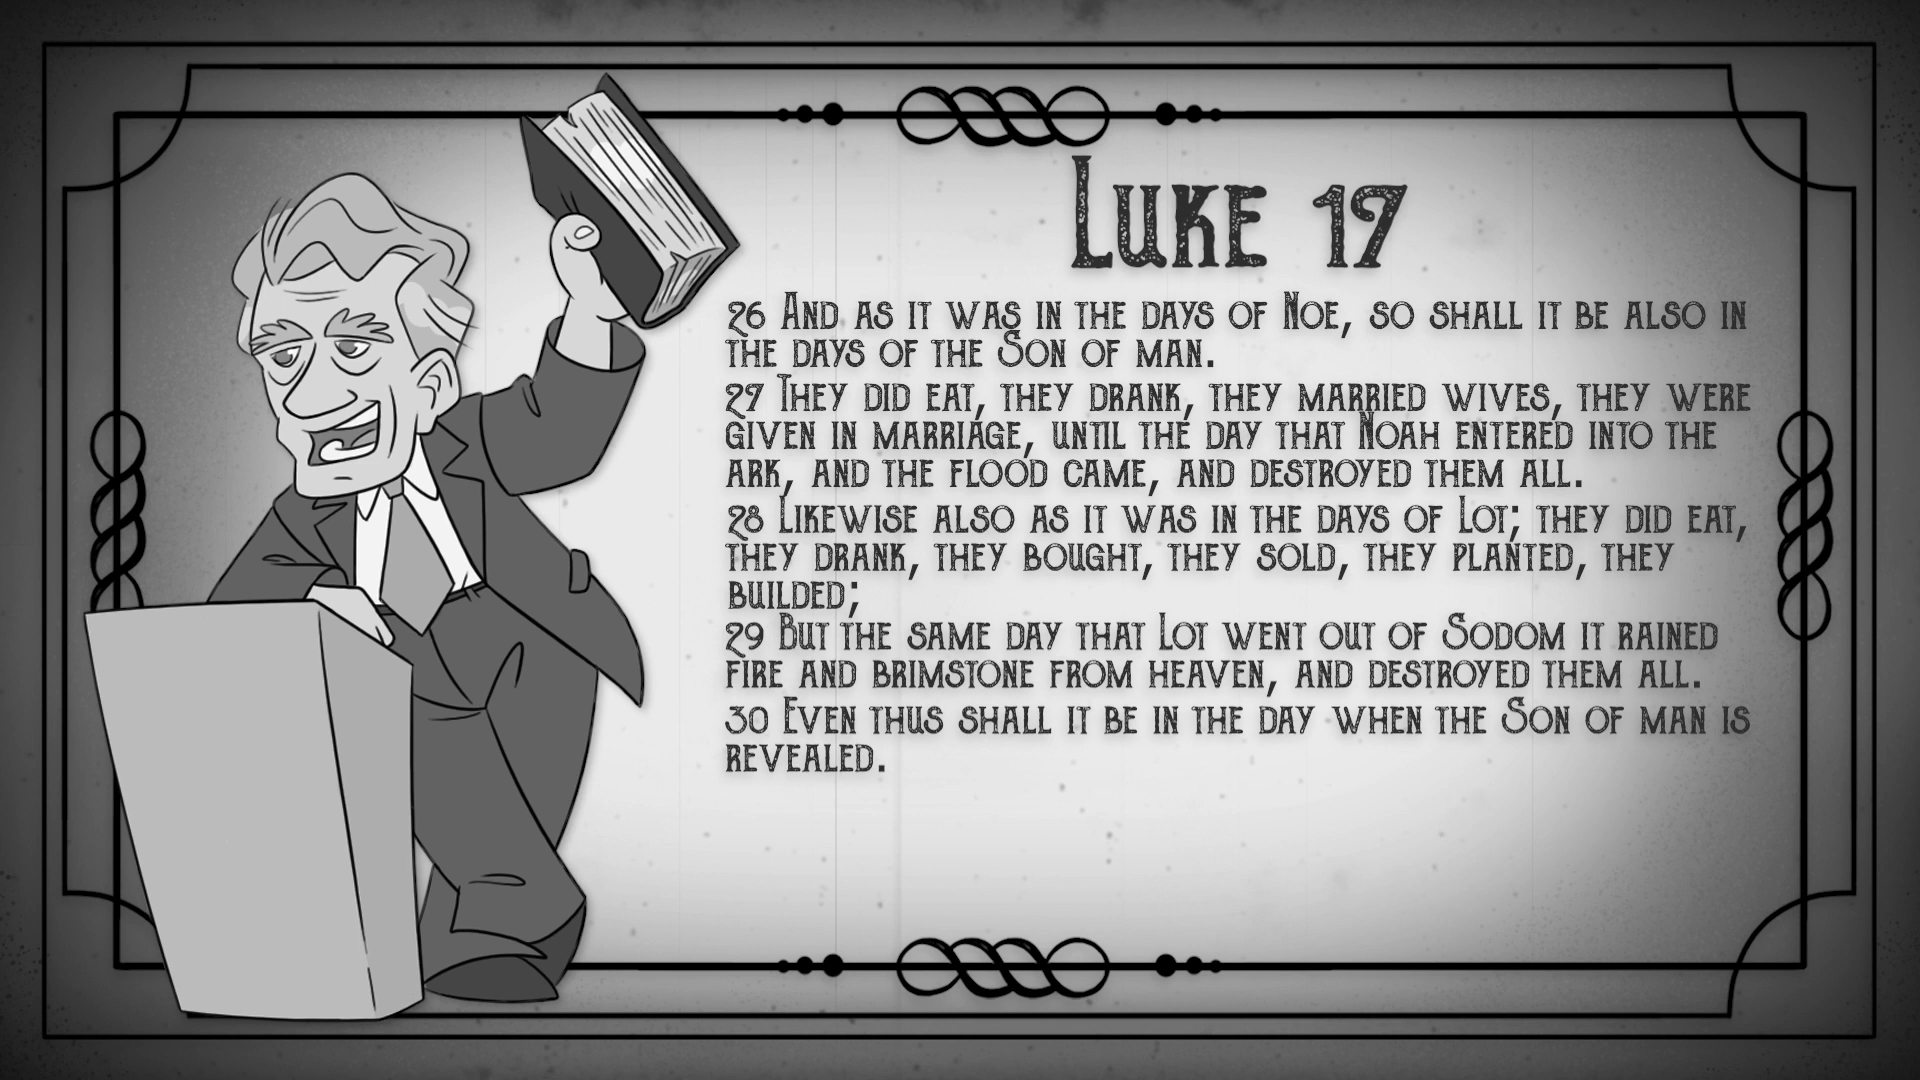 Luke 17
26 And as it was in the days of Noe, so shall it be also in
the days of the Son of man.
27 They did eat, they drank, they married wives, they were
given in marriage, until the day that Noah entered into the
ark, and the flood came, and destroyed them all.
28 Likewise also as it was in the days of Lot; they did eat,
they drank, they bought, they sold, they planted, they
builded;
29 But the same day that Lot went out of Sodom it rained
fire and brimstone from heaven, and destroyed them all.
30 Even thus shall it be in the day when the Son of man is
revealed.